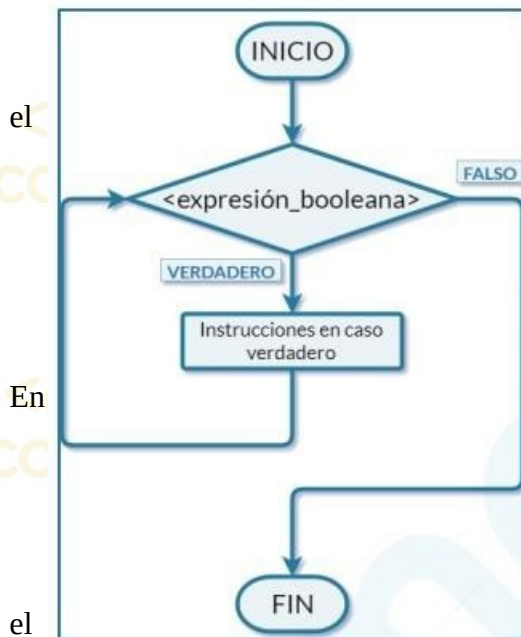 INICIO
el
<expresión_booleana>
FALSO
VERDADERO
Instrucciones en caso
verdadero
En
FIN
el